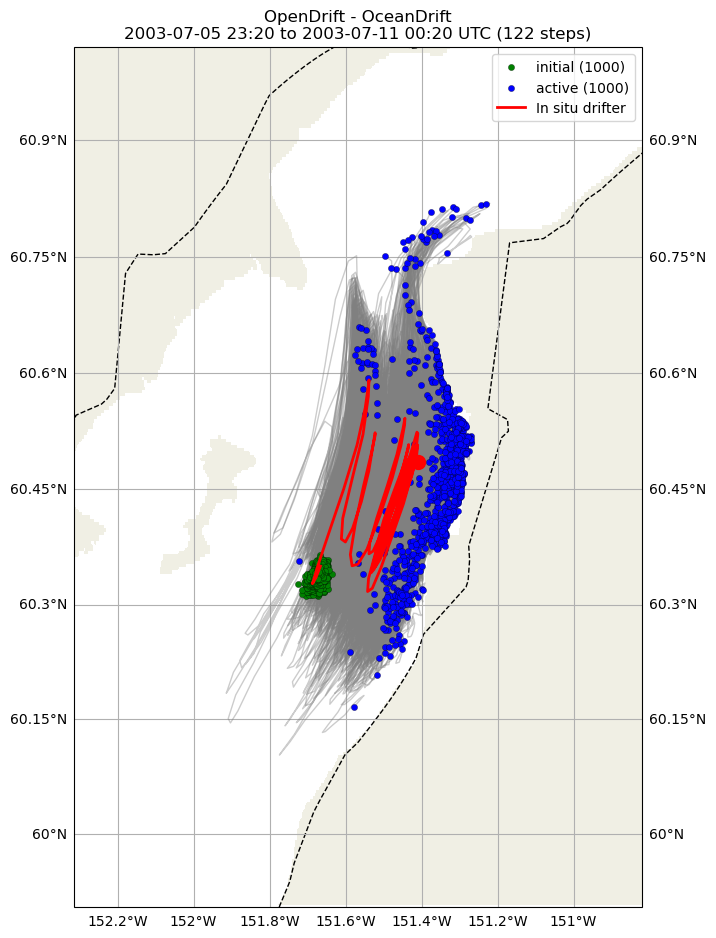 OpenDrift - OceanDrift
2003-07-05 23:20 to 2003-07-11 00:20 UTC (122 steps)
initial (1000)
active (1000)
In situ drifter
60.9°N 60.9°N
60.75°N 60.75°N
60.6°N 60.6°N
60.45°N 60.45°N
60.3°N 60.3°N
60.15°N 60.15°N
60°N 60°N
152.2°W 152°W 151.8°W 151.6°W 151.4°W 151.2°W 151°W